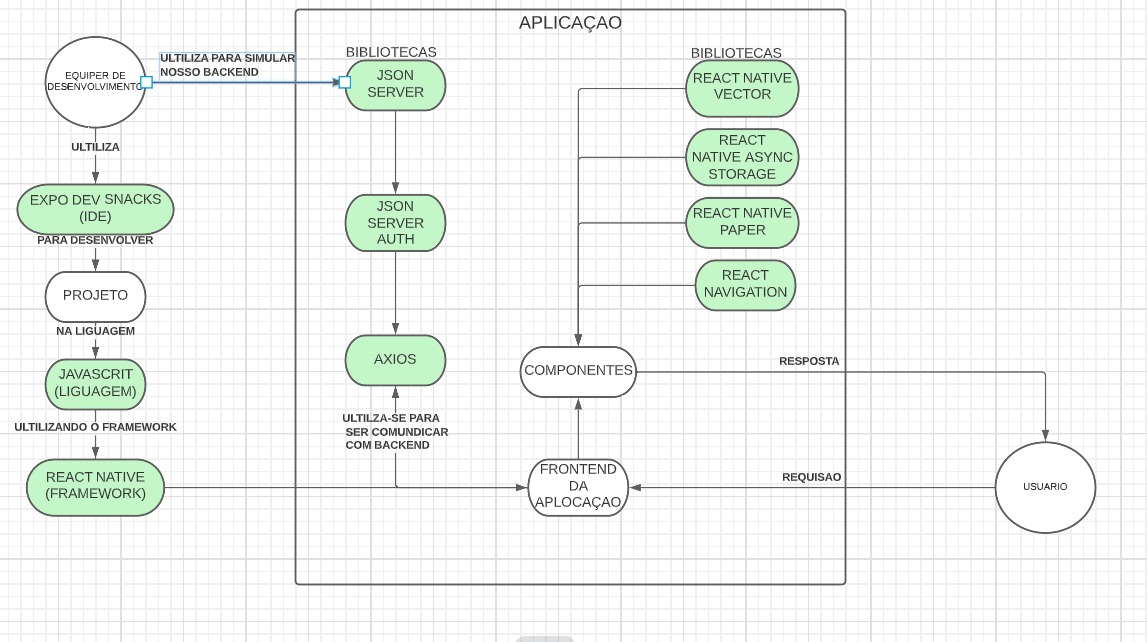 APLICAÇAO
EQUIPER DE
DESENVOLVIMENTO
ULTILIZA PARA SIMULAR
NOSSO BACKEND
ULTILIZA
EXPO DEV SNACKS
(IDE)
PARA DESENVOLVER
PROJETO
NA LIGUAGEM
JAVASCRIT
(LIGUAGEM)
ULTILIZANDO O FRAMEWORK
REACT NATIVE
(FRAMEWORK)
BIBLIOTECAS
JSON
SERVER
JSON
SERVER
AUTH
AXIOS
ULTILZA-SE PARA
SER COMUNDICAR
COM BACKEND
BIBLIOTECAS
REACT NATIVE
VECTOR
REACT
NATIVE ASYNC
STORAGE
REACT NATIVE
PAPER
REACT
NAVIGATION
COMPONENTES
FRONTEND
DA
APLOCAÇAO
RESPOSTA
REQUISAO
USUARIO